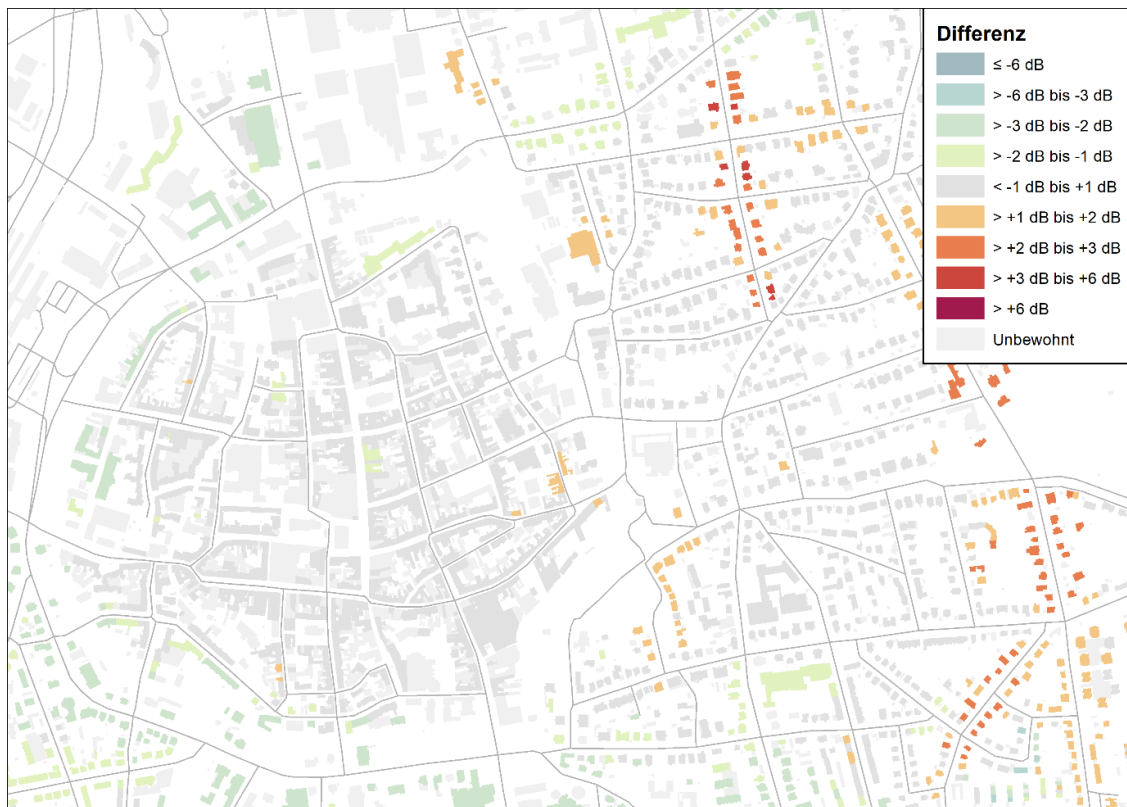 Differenz
≤ -6 dB
> -6 dB bis -3 dB
> -3 dB bis -2 dB
> -2 dB bis -1 dB
< -1 dB bis +1 dB
> +1 dB bis +2 dB
> +2 dB bis +3 dB
> +3 dB bis +6 dB
> +6 dB
Unbewohnt